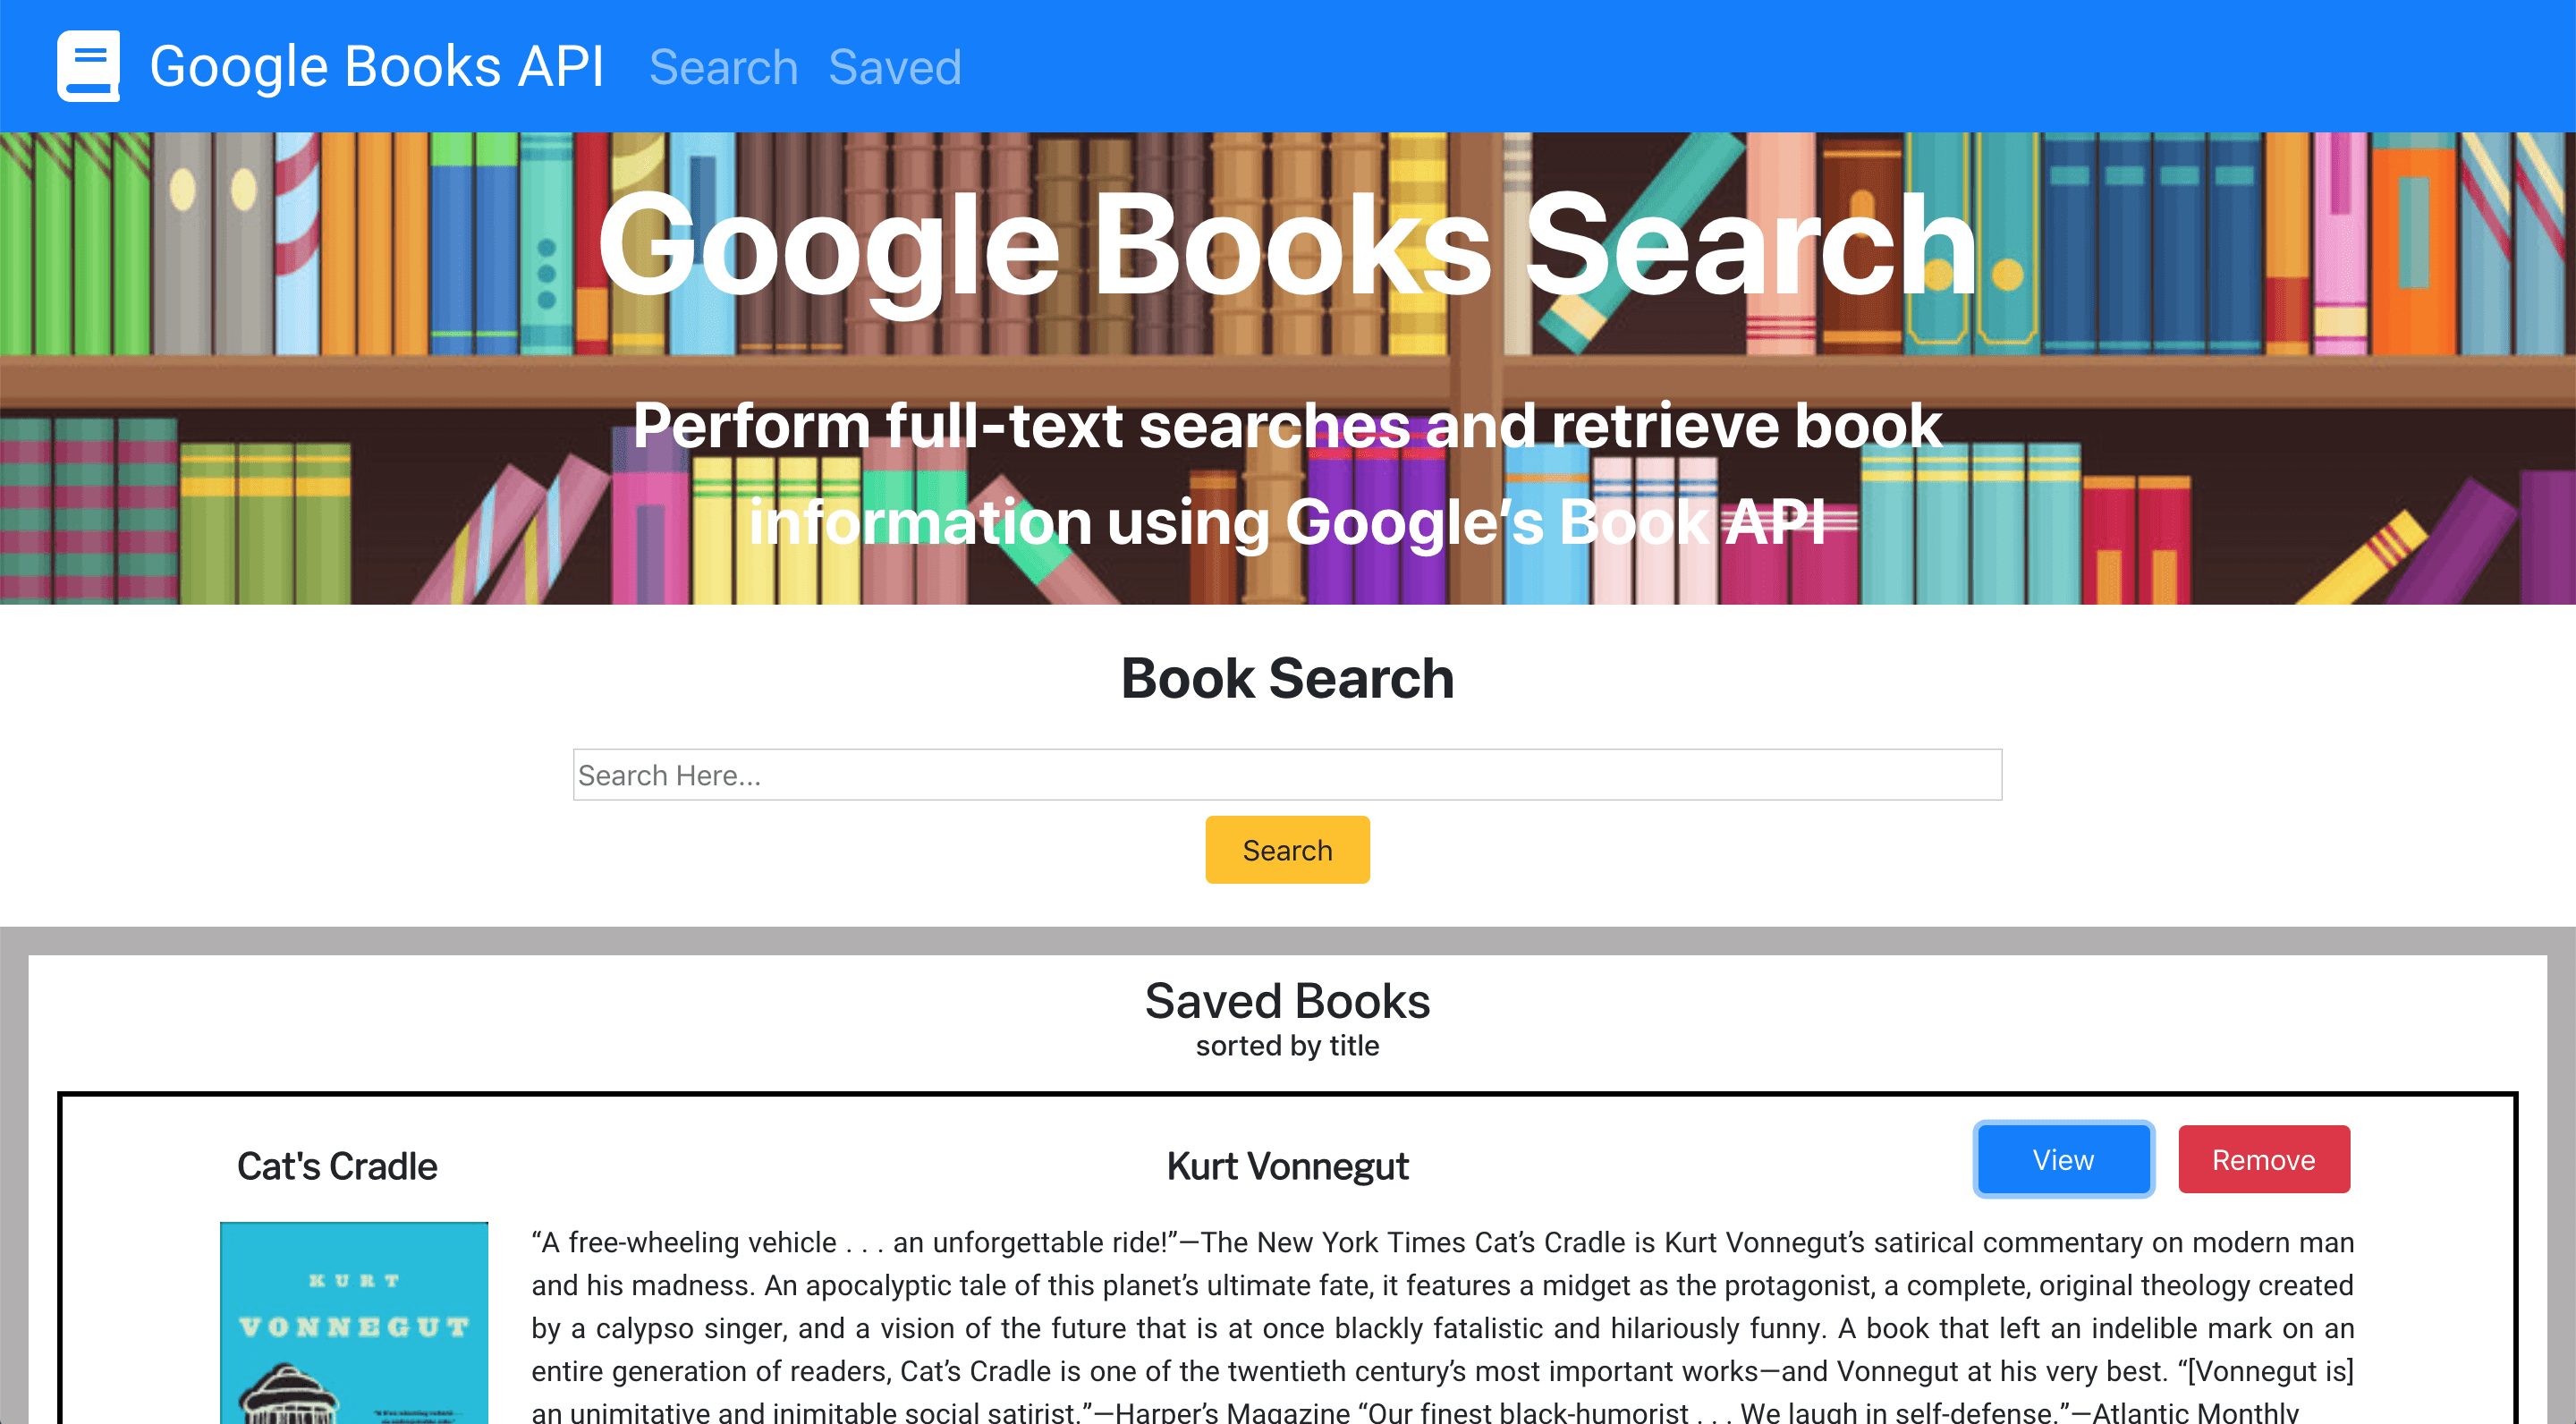 Google Books API Search Saved
Google Books Search
Perform full-text searches and retrieve book
information using Google’s Book API
Book Search
Search Here...
Search
Saved Books
sorted by title
Cat's Cradle
Kurt Vonnegut
View
Remove
KURT
VONNEGUT
“A free-wheeling vehicle . . . an unforgettable ride!”—The New York Times Cat’s Cradle is Kurt Vonnegut’s satirical commentary on modern man
and his madness. An apocalyptic tale of this planet’s ultimate fate, it features a midget as the protagonist, a complete, original theology created
by a calypso singer, and a vision of the future that is at once blackly fatalistic and hilariously funny. A book that left an indelible mark on an
entire generation of readers, Cat’s Cradle is one of the twentieth century’s most important works—and Vonnegut at his very best. “[Vonnegut is]
an unimitative and inimitable social satirist.”—Harper’s Magazine “Our finest black-humorist . . . We laugh in self-defense.”—Atlantic Monthly